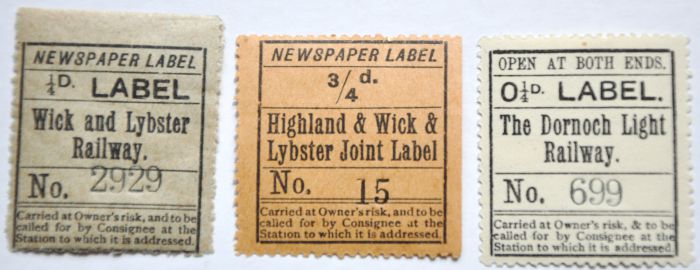 NEWSPAPER LABEL
¼D. LABEL
Wick and Lybster
Railway.
No. 2929
Carried at Owner's risk, and to be
called for by Consignee at the
Station to which it is addressed.
NEWSPAPER LABEL
3/4 d.
Highland & Wick &
Lybster Joint Label
No. 15
Carried at Owner's risk, and to be
called for by Consignee at the
Station to which it is addressed.
OPEN AT BOTH ENDS.
0¼D. LABEL.
The Dornoch Light
Railway.
No. 699
Carried at Owner's risk, & to be
called for by Consignee at the
Station to which it is addressed.